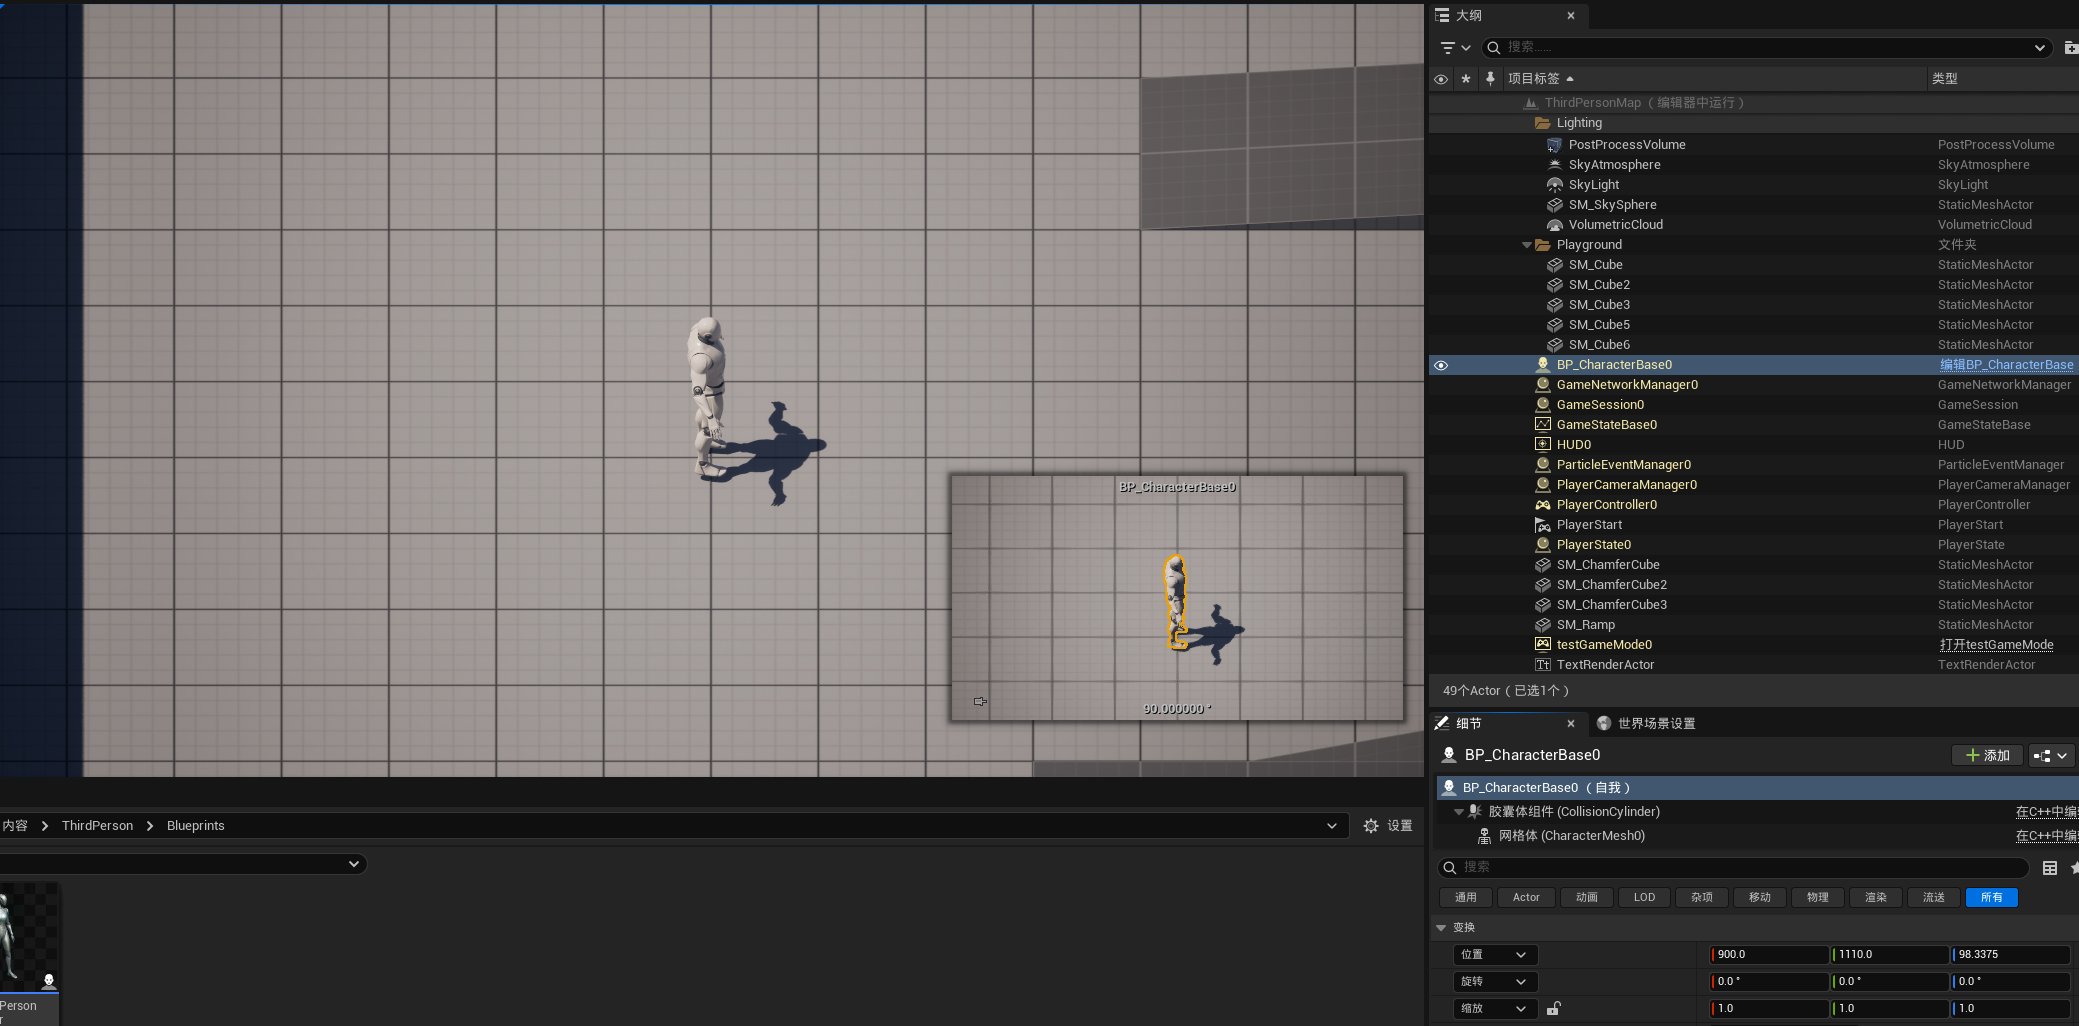 大纲
搜索......
项目标签
类型
ThirdPersonMap（编辑器中运行）
Lighting
PostProcessVolume PostProcessVolume
SkyAtmosphere SkyAtmosphere
SkyLight SkyLight
SM_SkySphere StaticMeshActor
VolumetricCloud VolumetricCloud
Playground 文件夹
SM_Cube StaticMeshActor
SM_Cube2 StaticMeshActor
SM_Cube3 StaticMeshActor
SM_Cube5 StaticMeshActor
SM_Cube6 StaticMeshActor
BP_CharacterBase0 编辑BP_CharacterBase
GameNetworkManager0 GameNetworkManager
GameSession0 GameSession
GameStateBase0 GameStateBase
HUD0 HUD
ParticleEventManager0 ParticleEventManager
PlayerCameraManager0 PlayerCameraManager
PlayerController0 PlayerController
PlayerStart PlayerStart
PlayerState0 PlayerState
SM_ChamferCube StaticMeshActor
SM_ChamferCube2 StaticMeshActor
SM_ChamferCube3 StaticMeshActor
SM_Ramp StaticMeshActor
testGameMode0 打开testGameMode
TextRenderActor TextRenderActor
49个Actor（已选1个）
BP_CharacterBase0
90.000000 °
细节
世界场景设置
BP_CharacterBase0
添加
BP_CharacterBase0 （自我）
胶囊体组件 (CollisionCylinder) 在C++中编辑
网格体 (CharacterMesh0) 在C++中编辑
搜索
通用 Actor 动画 LOD 杂项 移动 物理 渲染 流送 所有
变换
位置 900.0 1110.0 98.3375
旋转 0.0 ° 0.0 ° 0.0 °
缩放 1.0 1.0 1.0
内容 ThirdPerson Blueprints
设置
Person
r